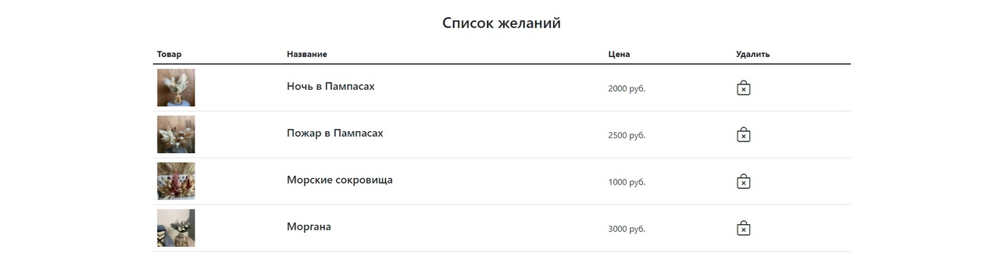 Список желаний
Товар Название Цена Удалить
Ночь в Пампасах 2000 руб.
Пожар в Пампасах 2500 руб.
Морские сокровища 1000 руб.
Моргана 3000 руб.